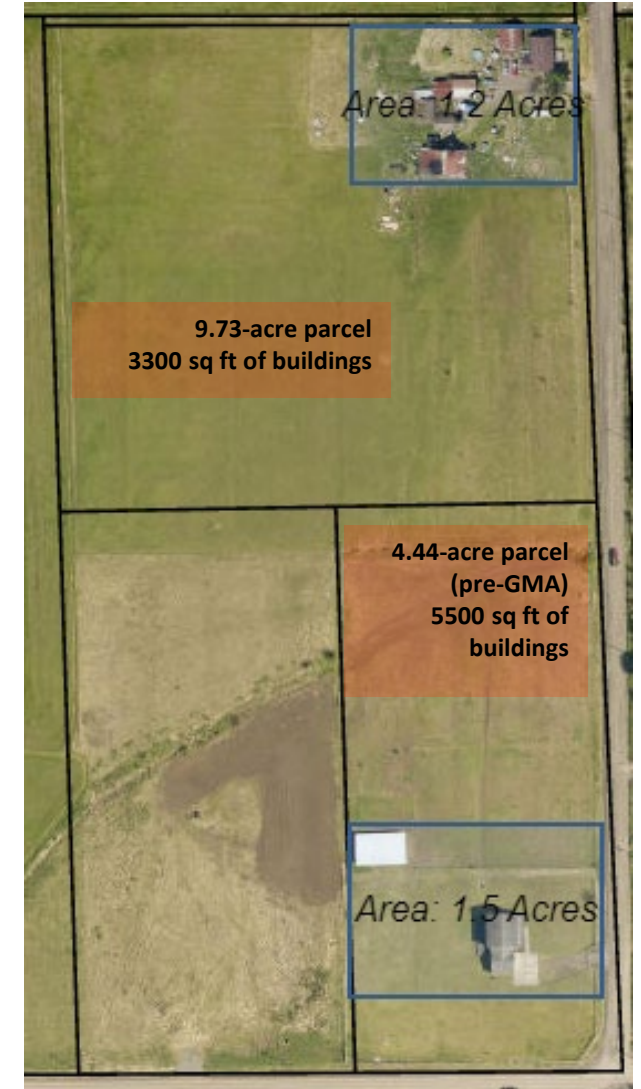 Area: 1.2 Acres
9.73-acre parcel
3300 sq ft of buildings
4.44-acre parcel
(pre-GMA)
5500 sq ft of
buildings
Area: 1.5 Acres